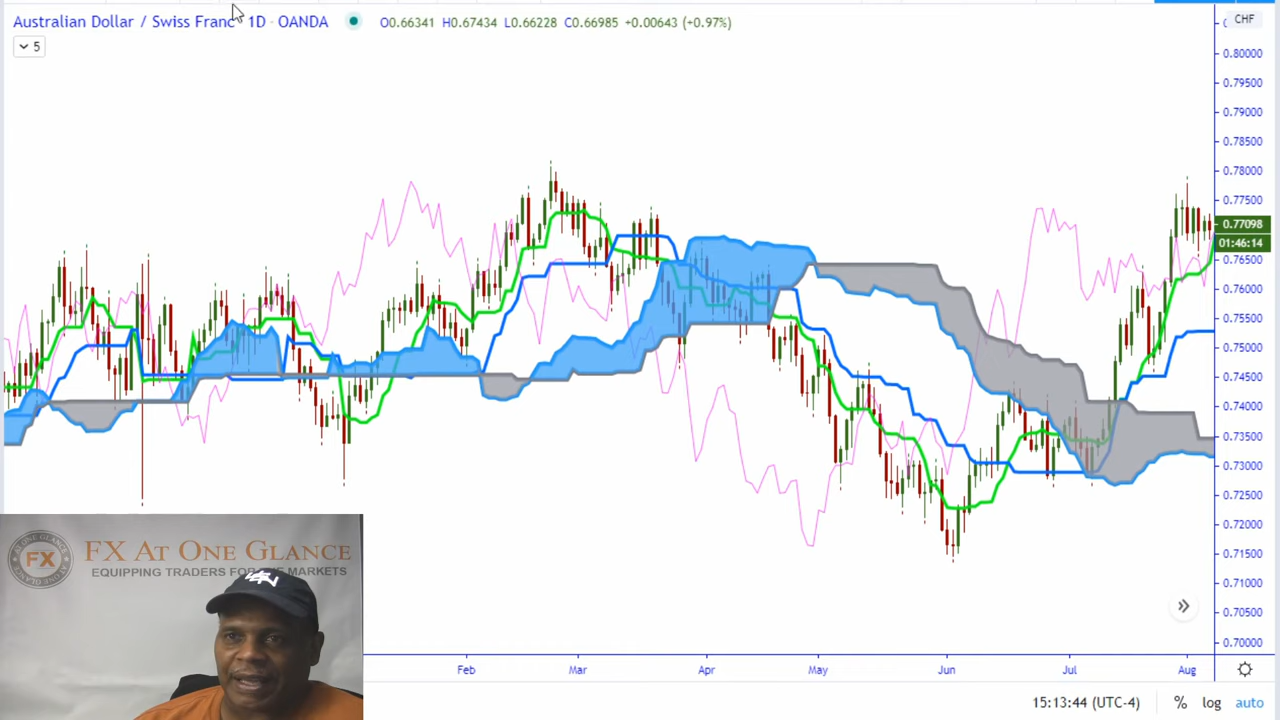 Australian Dollar / Swiss Franc · 1D · OANDA
O0.66341 H0.67434 L0.66228 C0.66985 +0.00643 (+0.97%)
5
CHF
0.80000
0.79500
0.79000
0.78500
0.78000
0.77500
0.77098
01:46:14
0.76500
0.76000
0.75500
0.75000
0.74500
0.74000
0.73500
0.73000
0.72500
0.72000
0.71500
0.71000
0.70500
0.70000
FX AT ONE GLANCE
EQUIPPING TRADERS FOR MARKETS
FX
Feb Mar Apr May Jun Jul Aug
15:13:44 (UTC-4) % log auto